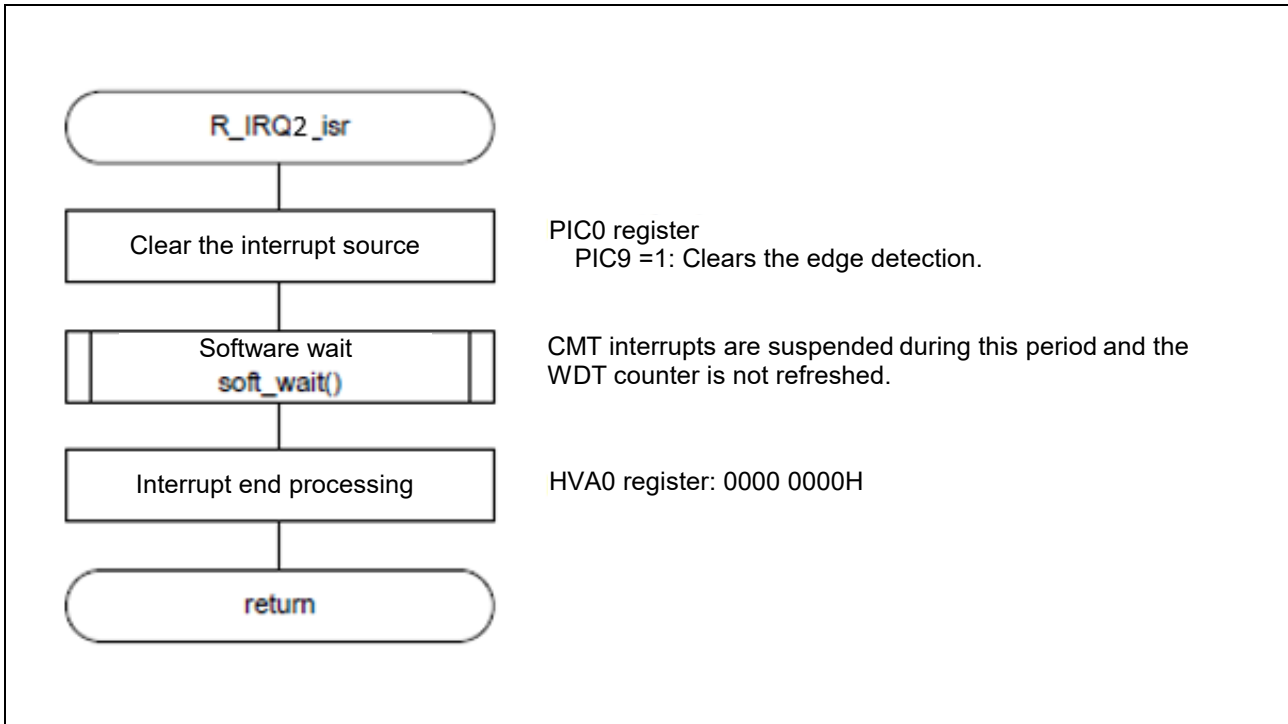 R_IRQ2_isr
Clear the interrupt source
PIC0 register
PIC9 =1: Clears the edge detection.
Software wait
soft_wait()
CMT interrupts are suspended during this period and the
WDT counter is not refreshed.
Interrupt end processing
HVA0 register: 0000 0000H
return